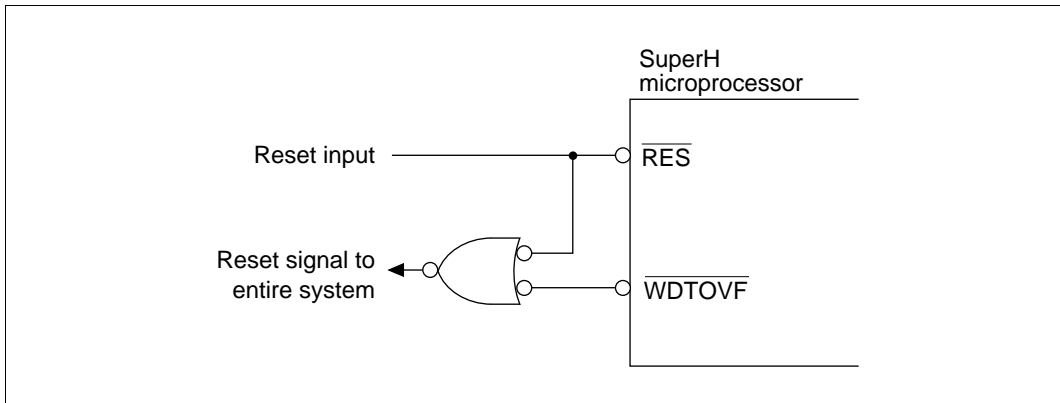 SuperH
microprocessor
Reset input
RES
Reset signal to
entire system
WDTOVF